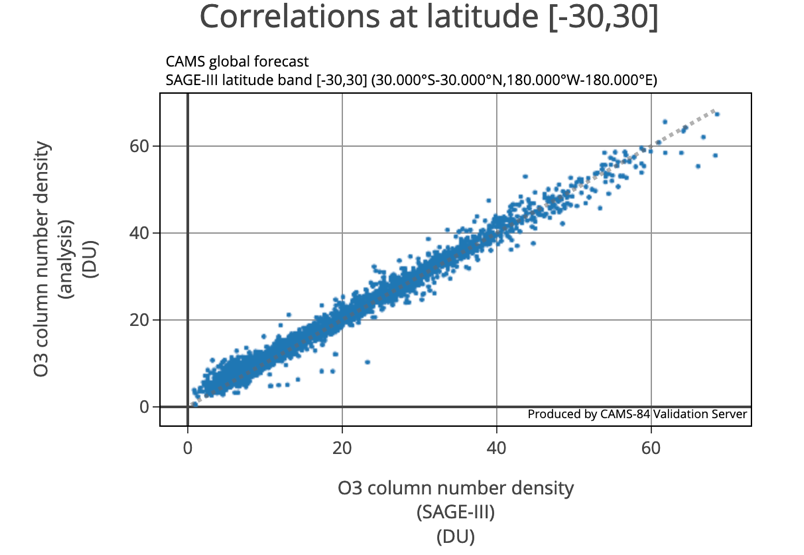 Correlations at latitude [-30,30]
CAMS global forecast
SAGE-III latitude band [-30,30] (30.000°S-30.000°N,180.000°W-180.000°E)
O3 column number density
(analysis)
(DU)
60
40
20
0
Produced by CAMS-84 Validation Server
0
20
40
60
O3 column number density
(SAGE-III)
(DU)